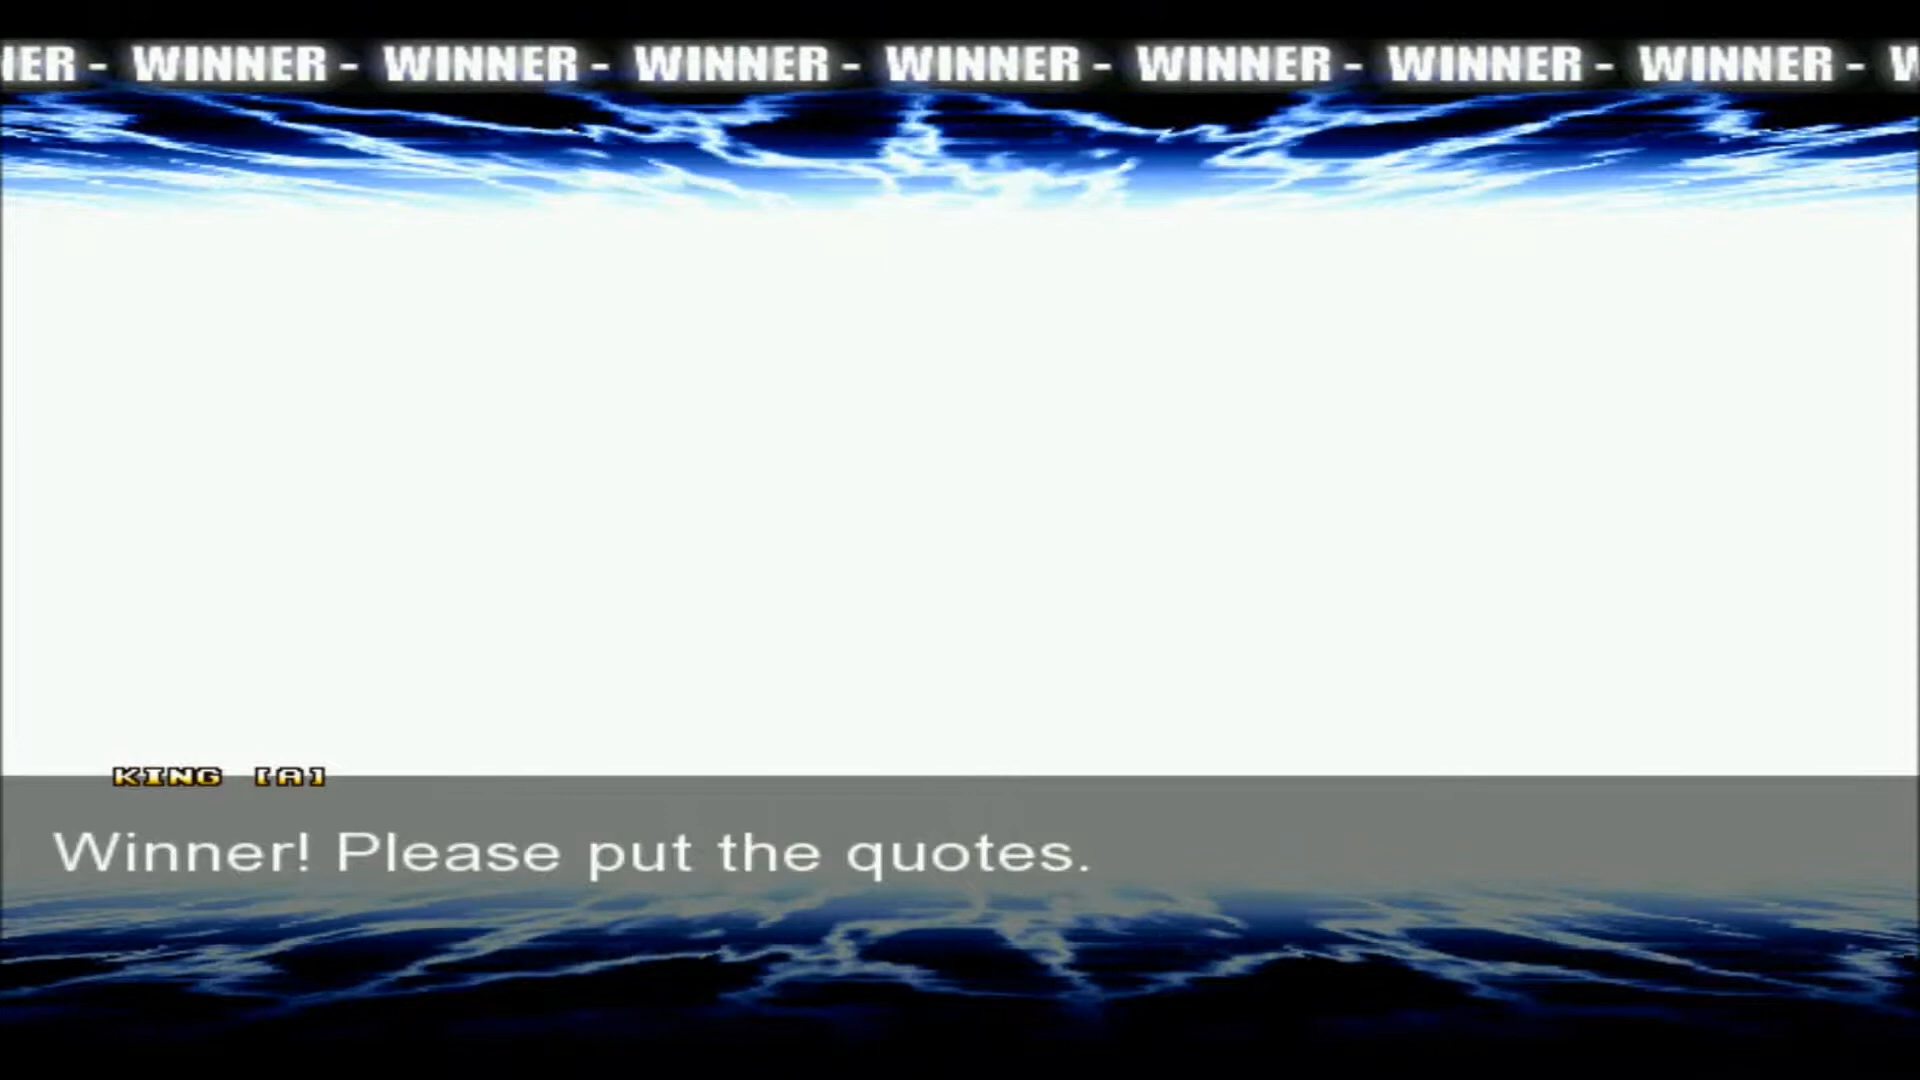 IER - WINNER - WINNER - WINNER - WINNER - WINNER - WINNER - WINNER - W
KING [A]
Winner! Please put the quotes.